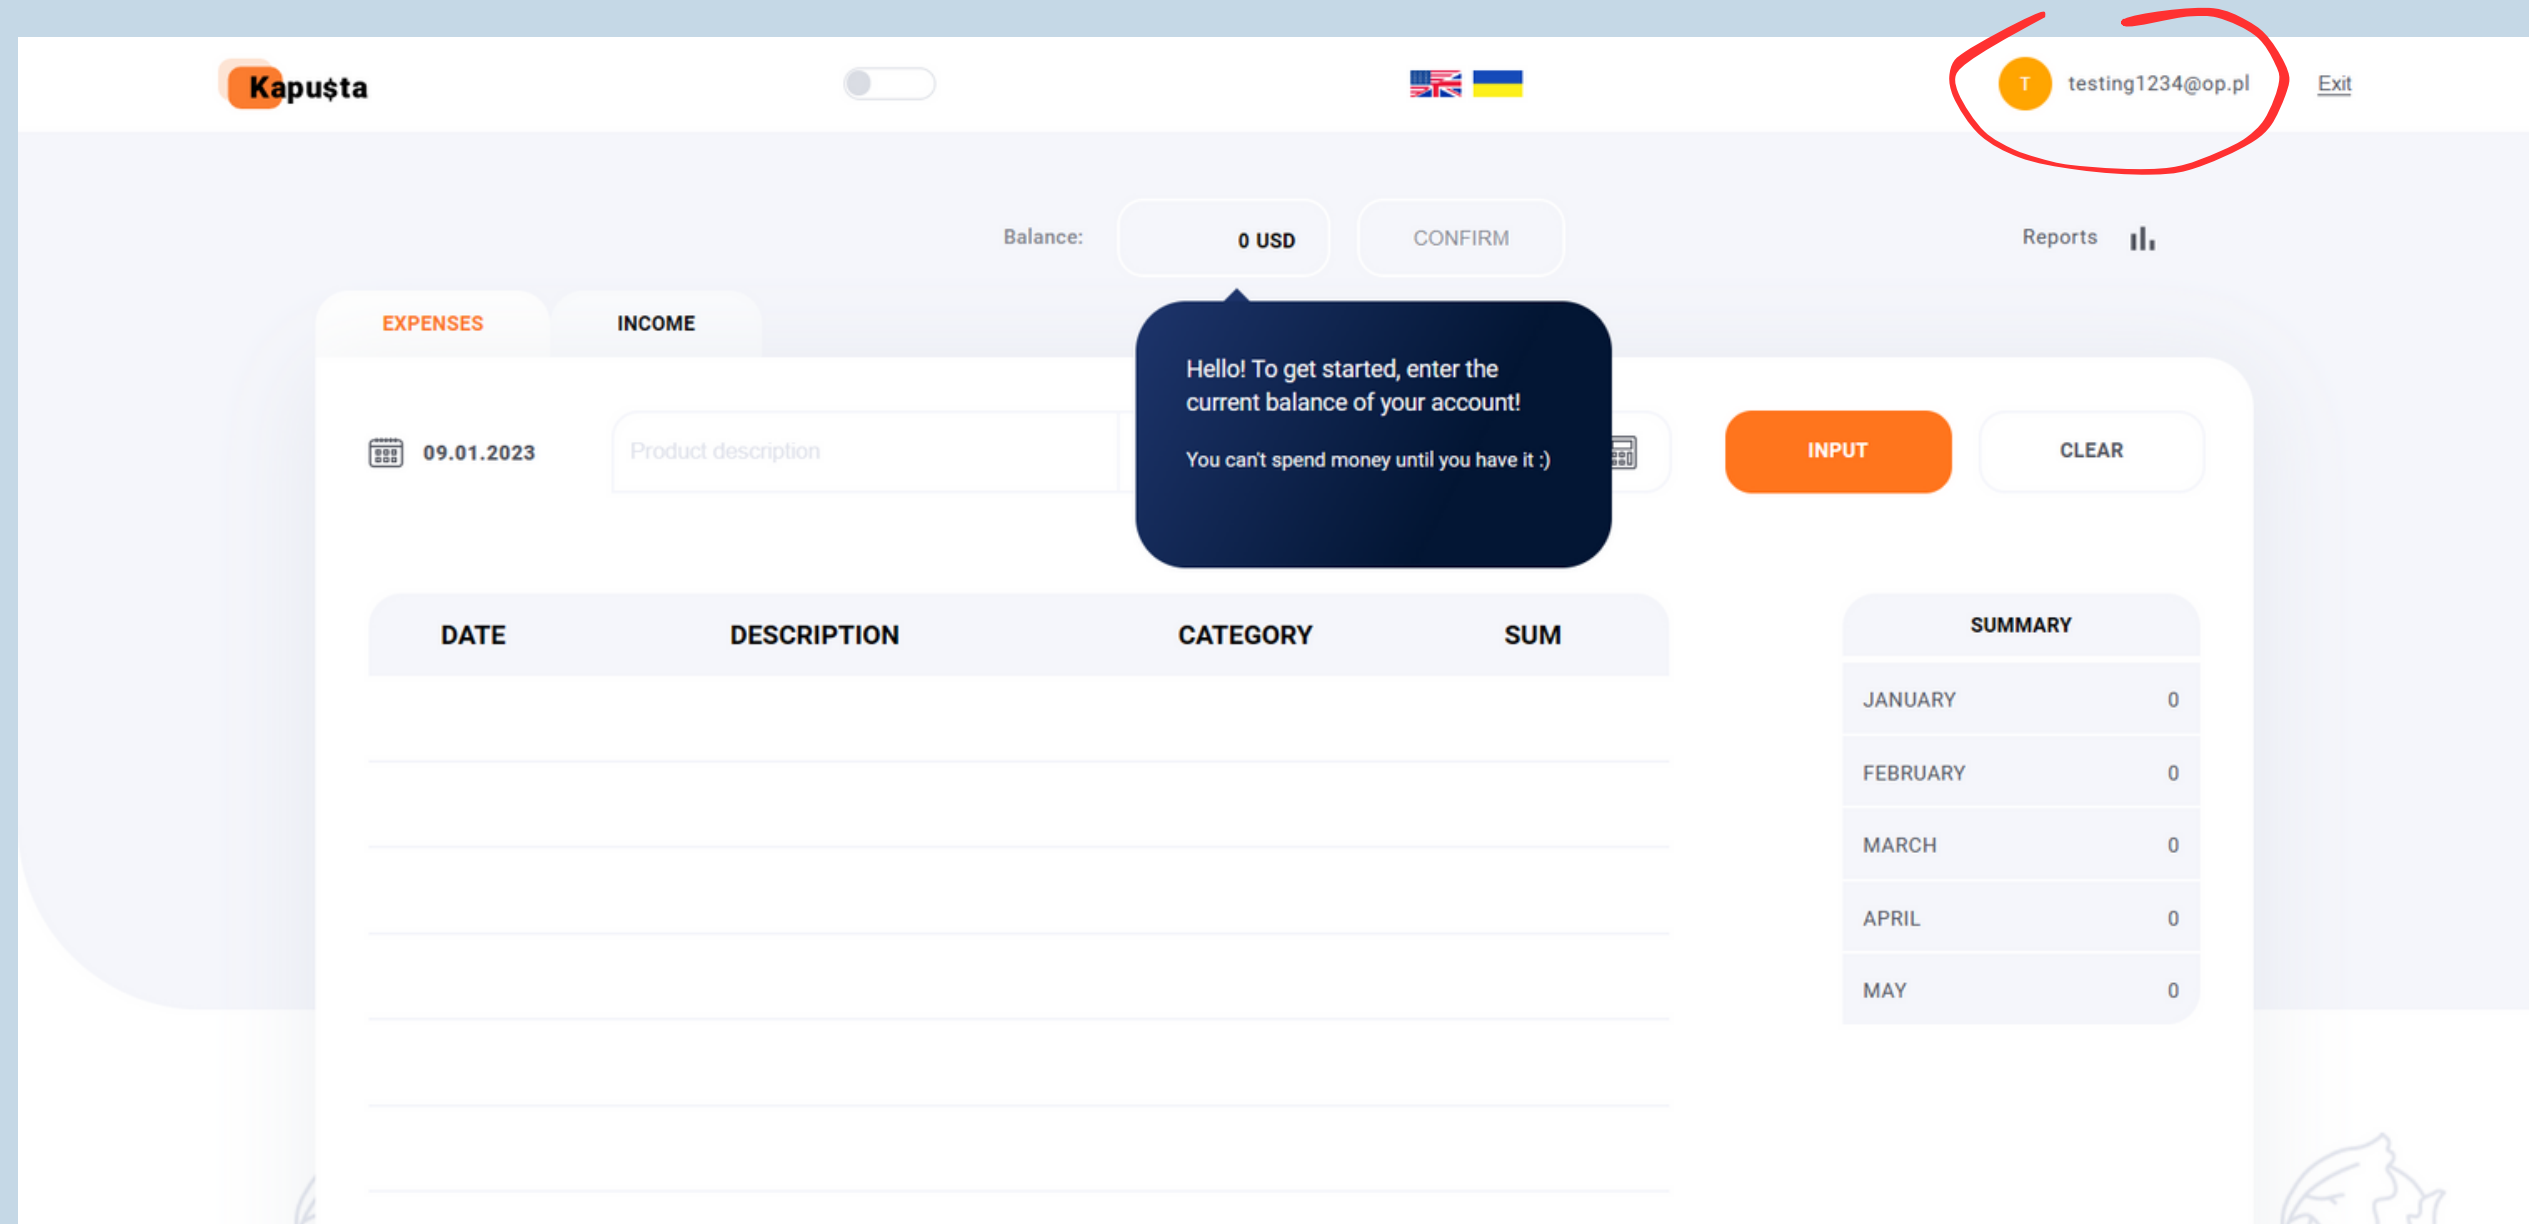 Kapu$ta
T testing1234@op.pl Exit
Balance: 0 USD CONFIRM Reports
EXPENSES INCOME
Hello! To get started, enter the
current balance of your account!
You can't spend money until you have it :)
09.01.2023 Product description INPUT CLEAR
DATE DESCRIPTION CATEGORY SUM
SUMMARY
JANUARY 0
FEBRUARY 0
MARCH 0
APRIL 0
MAY 0